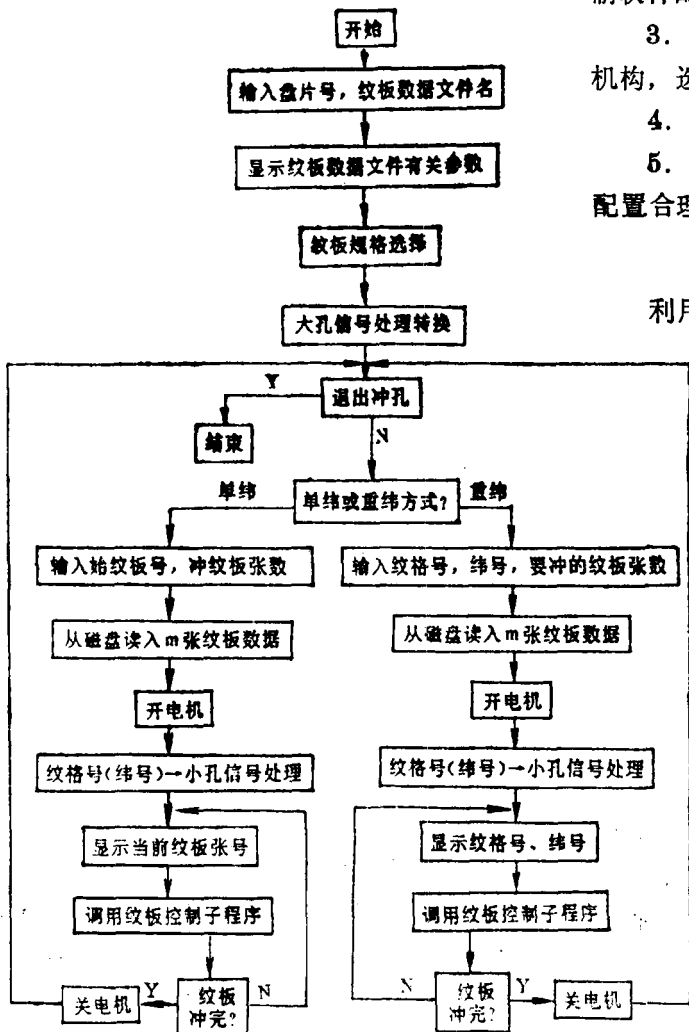 制软件部
开始
3.
输入盘片号，纹板数据文件名
机构，选
4.
显示纹板数据文件有关参数
5.
配置合理
纹板规格选择
利用
大孔信号处理转换
Y
退出冲孔
结束
N
单纬
单纬或重纬方式?
重纬
输入始纹板号，冲纹板张数
输入纹格号，纬号，要冲的纹板张数
从磁盘读入m张纹板数据
从磁盘读入m张纹板数据
开电机
开电机
纹格号(纬号)→小孔信号处理
纹格号(纬号)→小孔信号处理
显示当前纹板张号
显示纹格号、纬号
调用纹板控制子程序
调用纹板控制子程序
关电机
Y
纹板
冲完?
N
N
纹板
冲完?
Y
关电机